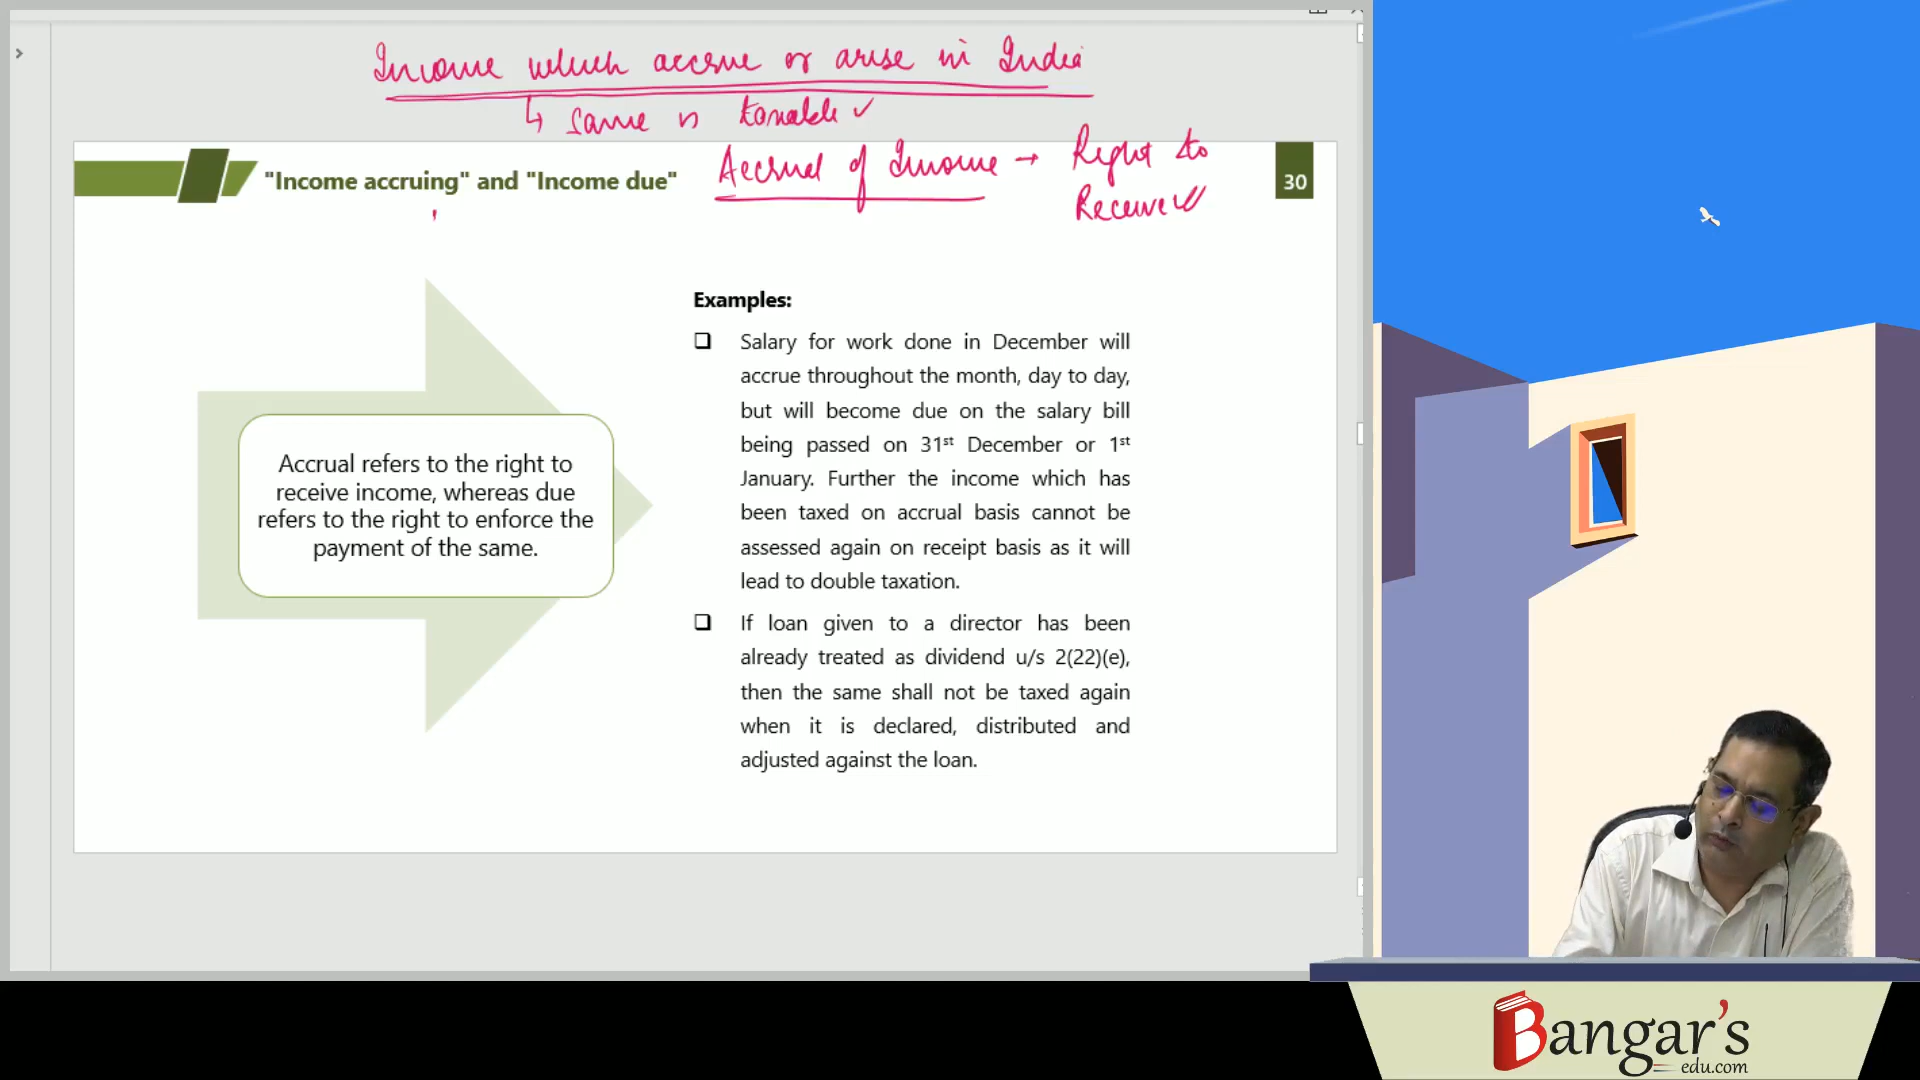 Income which accrue or arise in India
↳ Same is taxable ✓
"Income accruing" and "Income due"
Accrual of Income → Right to
Receive
30
Accrual refers to the right to
receive income, whereas due
refers to the right to enforce the
payment of the same.
Examples:
❑ Salary for work done in December will
accrue throughout the month, day to day,
but will become due on the salary bill
being passed on 31st December or 1st
January. Further the income which has
been taxed on accrual basis cannot be
assessed again on receipt basis as it will
lead to double taxation.
❑ If loan given to a director has been
already treated as dividend u/s 2(22)(e),
then the same shall not be taxed again
when it is declared, distributed and
adjusted against the loan.
Bangar's
edu.com